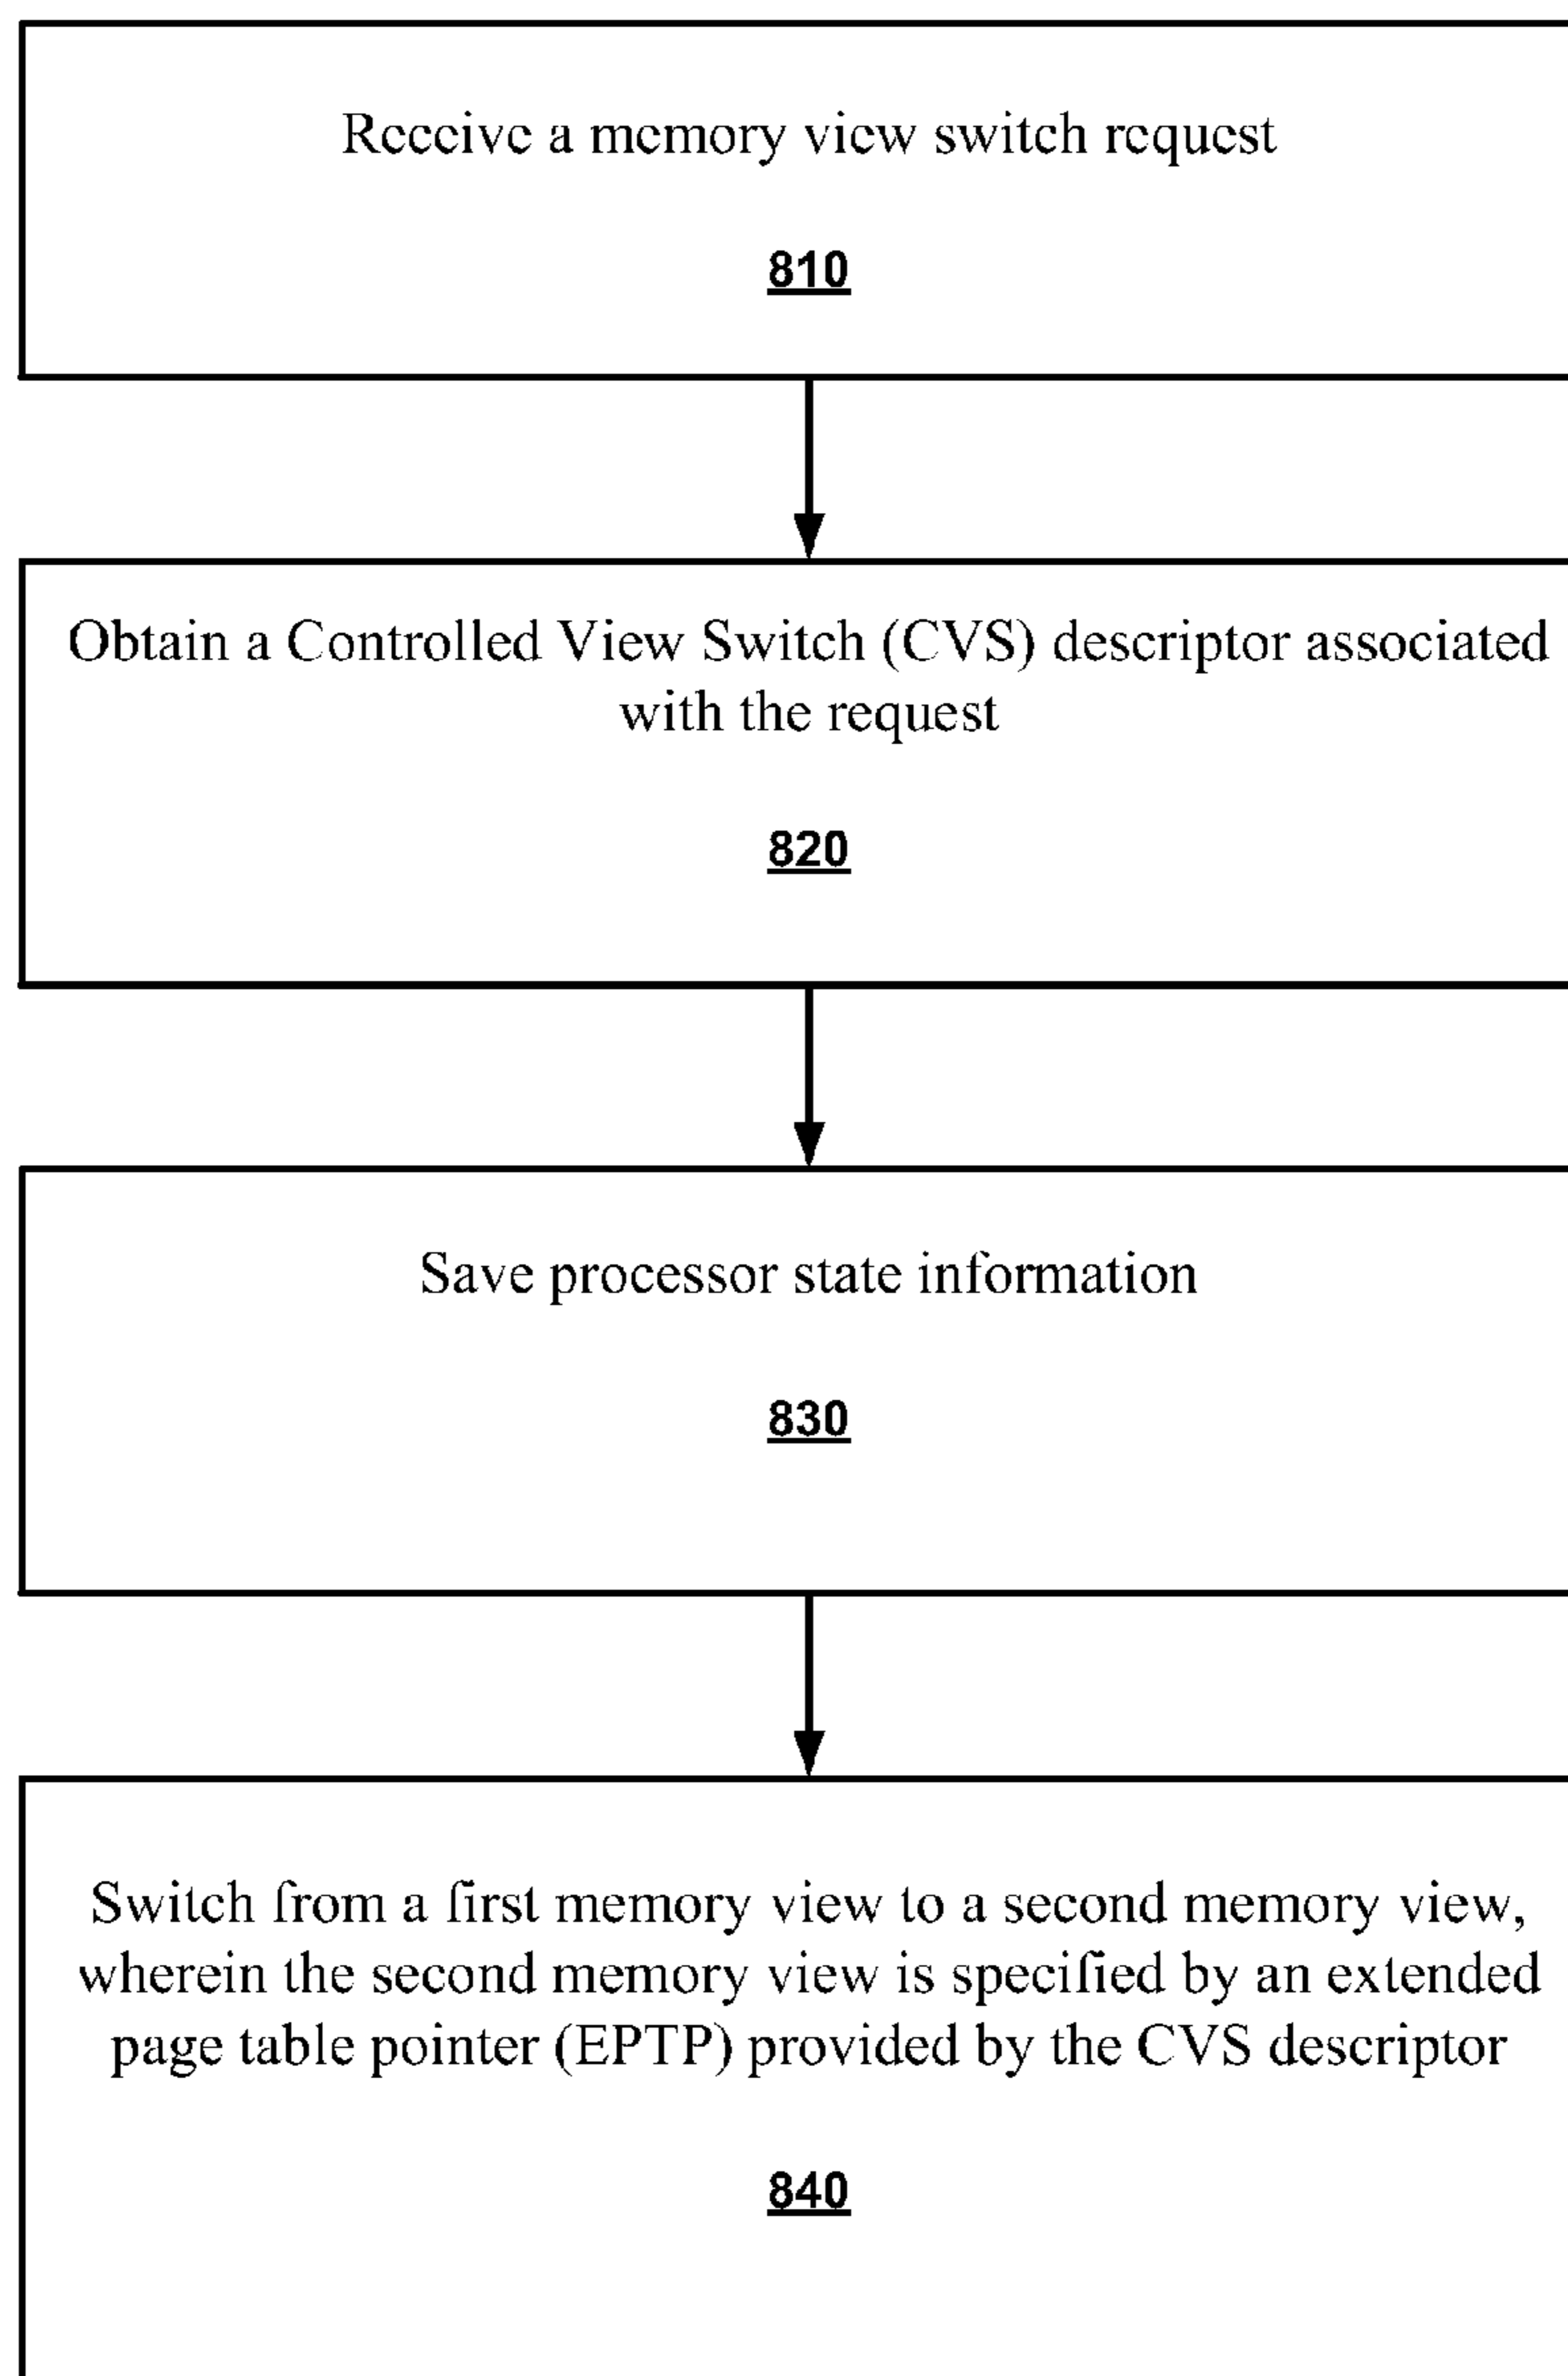 Receive a memory view switch request
810
Obtain a Controlled View Switch (CVS) descriptor associated
with the request
820
Save processor state information
830
Switch from a first memory view to a second memory view,
wherein the second memory view is specified by an extended
page table pointer (EPTP) provided by the CVS descriptor
840